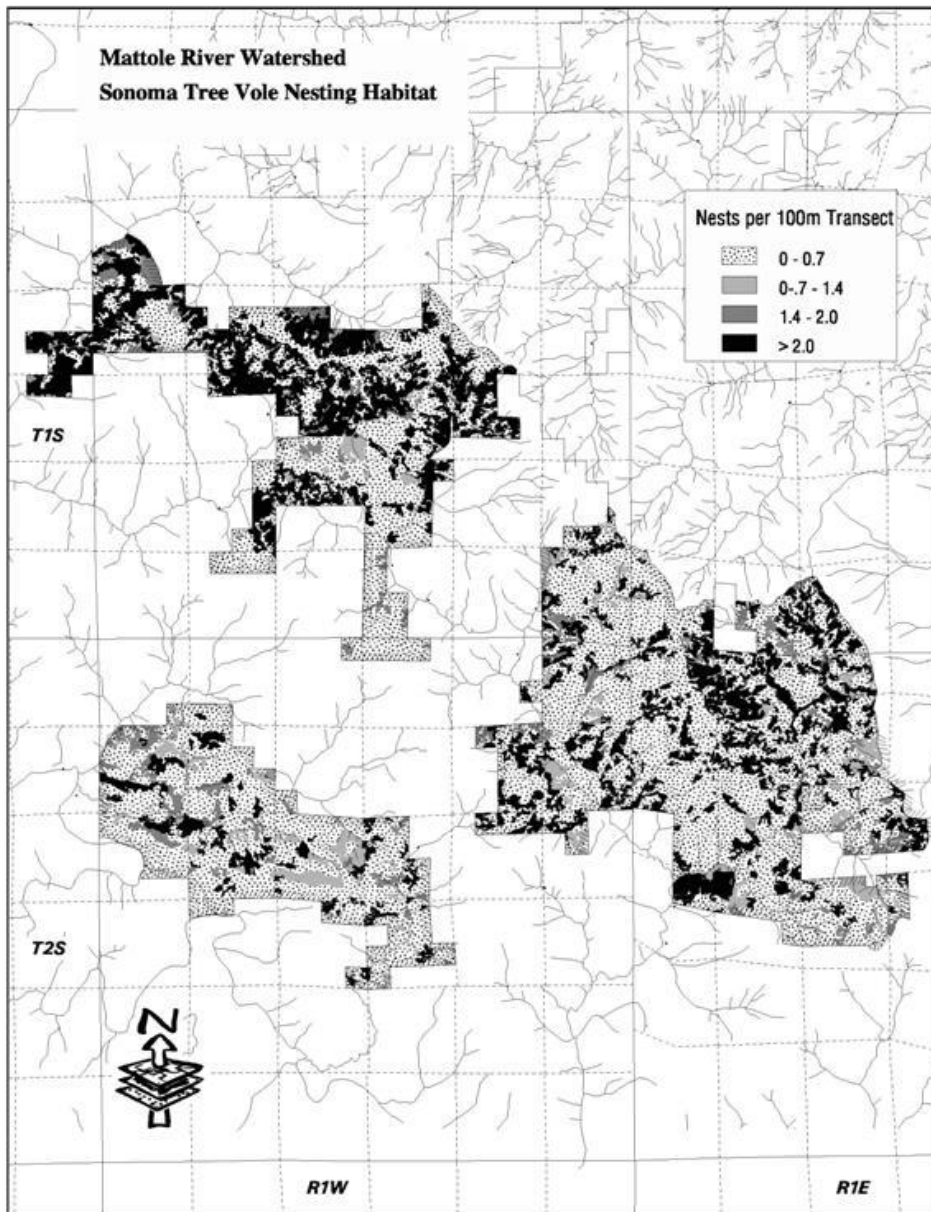 Mattole River Watershed
Sonoma Tree Vole Nesting Habitat
Nests per 100m Transect
0 - 0.7
0-.7 - 1.4
1.4 - 2.0
>2.0
T1S
T2S
N
R1W
R1E